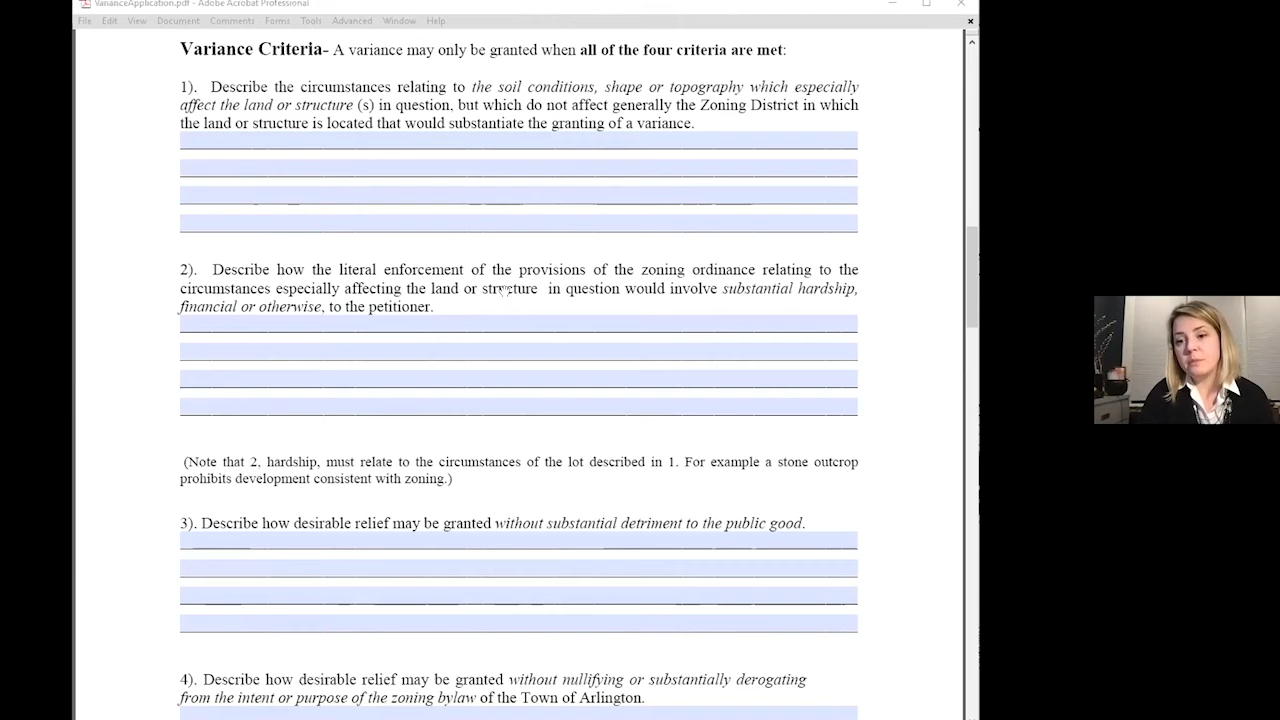 VarianceApplication.pdf - Adobe Acrobat Professional
File Edit View Document Comments Forms Tools Advanced Window Help
Variance Criteria- A variance may only be granted when all of the four criteria are met:
1). Describe the circumstances relating to the soil conditions, shape or topography which especially
affect the land or structure (s) in question, but which do not affect generally the Zoning District in which
the land or structure is located that would substantiate the granting of a variance.
2). Describe how the literal enforcement of the provisions of the zoning ordinance relating to the
circumstances especially affecting the land or structure in question would involve substantial hardship,
financial or otherwise, to the petitioner.
(Note that 2, hardship, must relate to the circumstances of the lot described in 1. For example a stone outcrop
prohibits development consistent with zoning.)
3). Describe how desirable relief may be granted without substantial detriment to the public good.
4). Describe how desirable relief may be granted without nullifying or substantially derogating
from the intent or purpose of the zoning bylaw of the Town of Arlington.